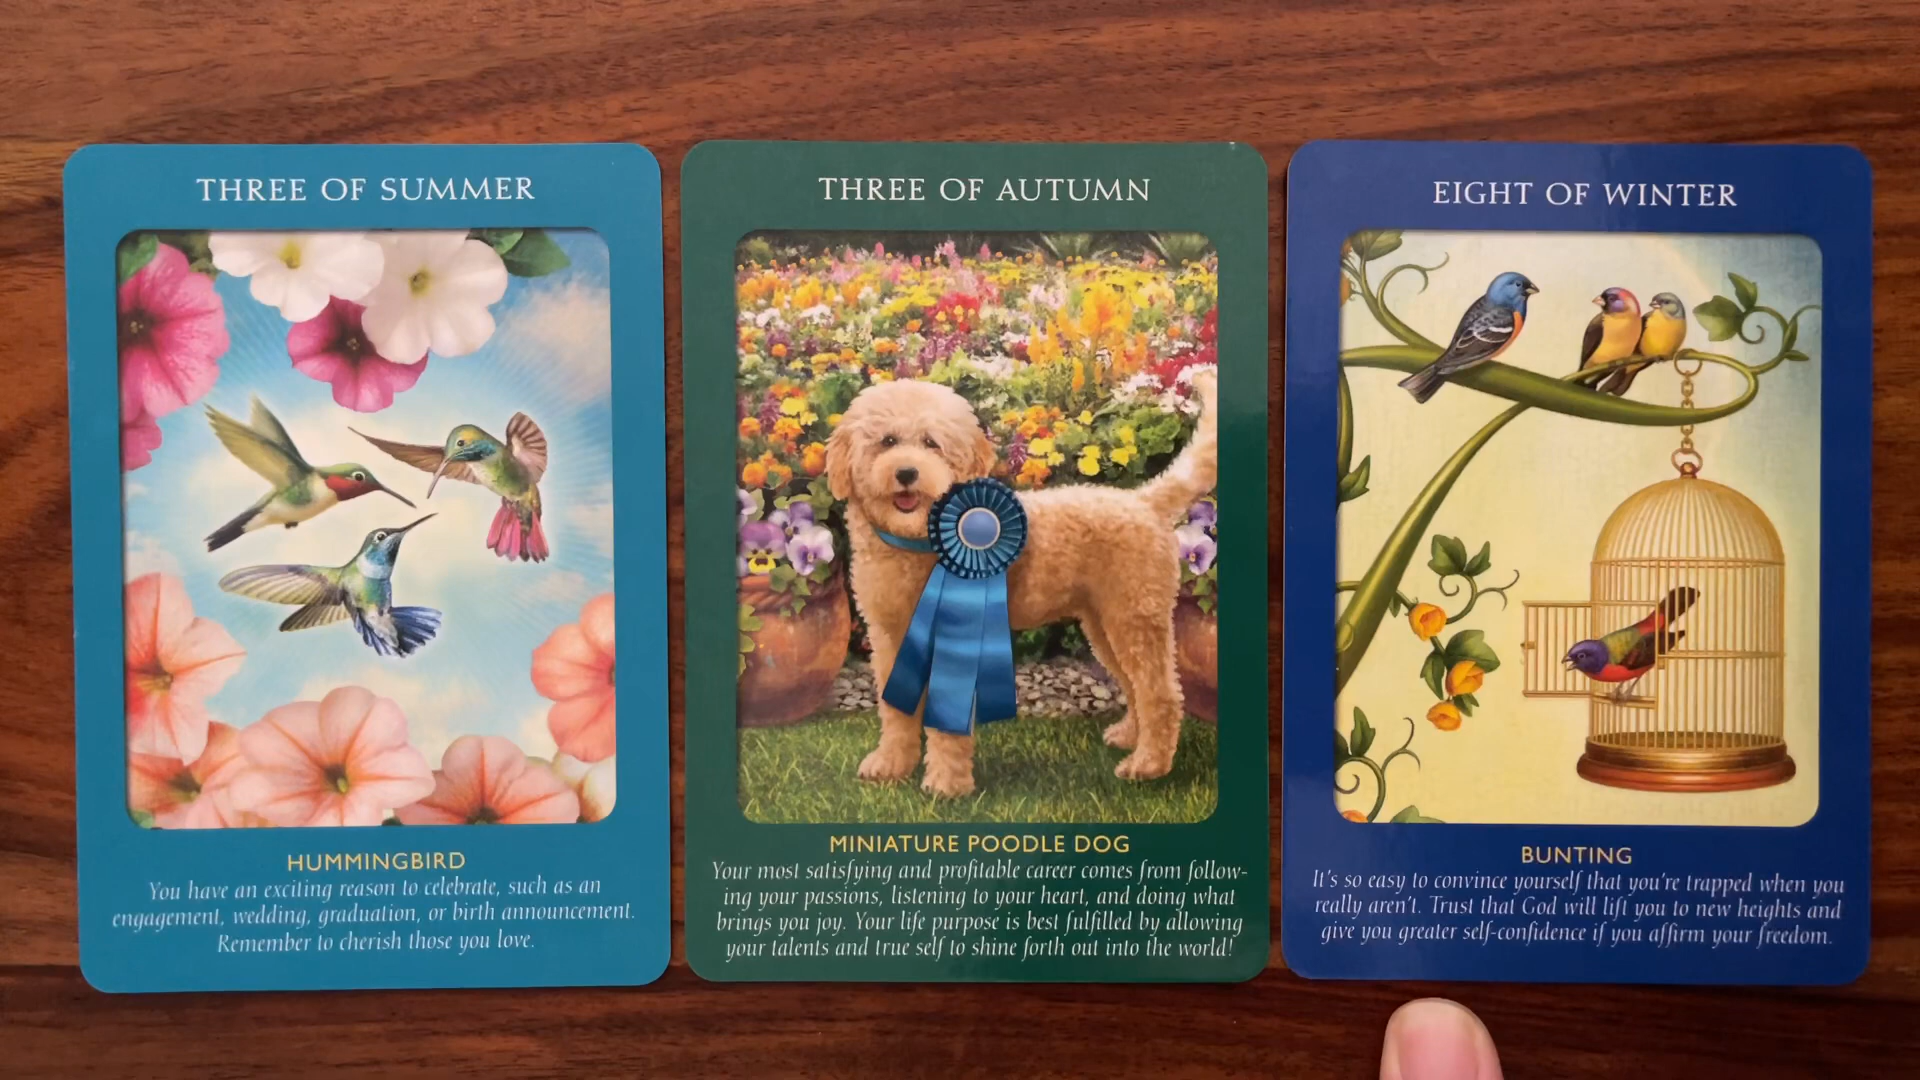 THREE OF SUMMER
HUMMINGBIRD
You have an exciting reason to celebrate, such as an
engagement, wedding, graduation, or birth announcement.
Remember to cherish those you love.
THREE OF AUTUMN
MINIATURE POODLE DOG
Your most satisfying and profitable career comes from follow-
ing your passions, listening to your heart, and doing what
brings you joy. Your life purpose is best fulfilled by allowing
your talents and true self to shine forth out into the world!
EIGHT OF WINTER
BUNTING
It's so easy to convince yourself that you're trapped when you
really aren't. Trust that God will lift you to new heights and
give you greater self-confidence if you affirm your freedom.